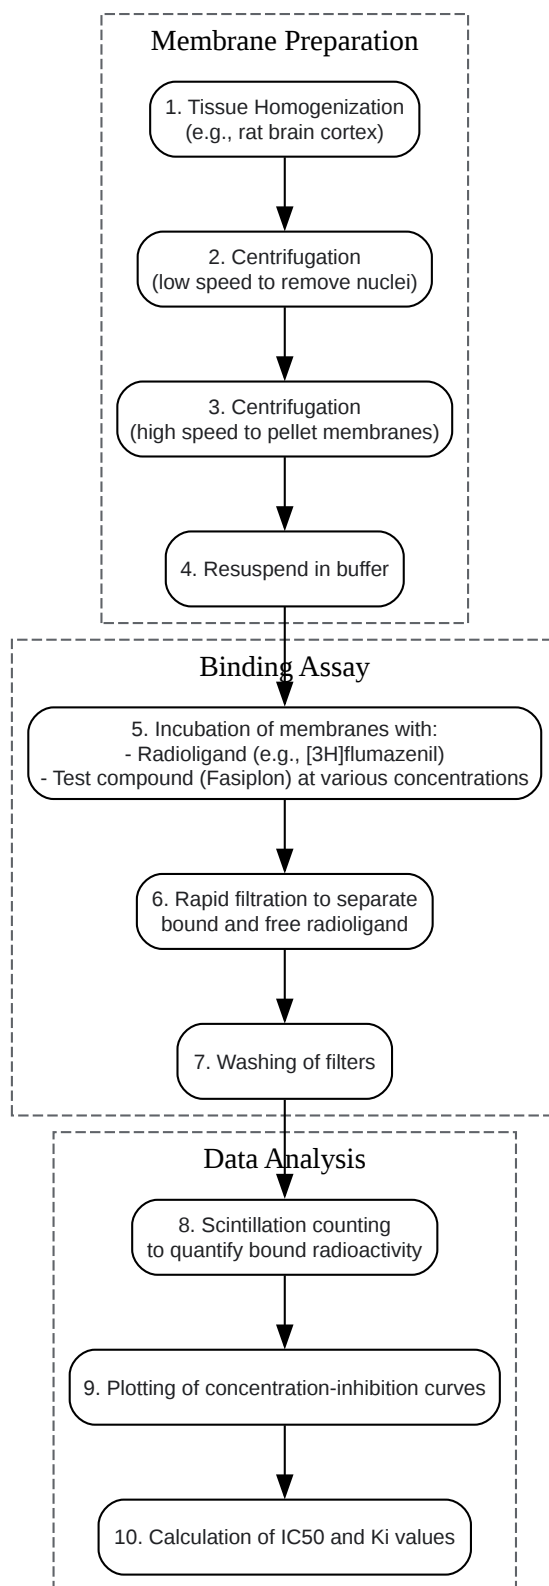 Membrane Preparation
1. Tissue Homogenization
(e.g., rat brain cortex)
2. Centrifugation
(low speed to remove nuclei)
3. Centrifugation
(high speed to pellet membranes)
4. Resuspend in buffer
Binding Assay
5. Incubation of membranes with:
- Radioligand (e.g., [3H]flumazenil)
- Test compound (Fasiplon) at various concentrations
6. Rapid filtration to separate
bound and free radioligand
7. Washing of filters
Data Analysis
8. Scintillation counting
to quantify bound radioactivity
9. Plotting of concentration-inhibition curves
10. Calculation of IC50 and Ki values